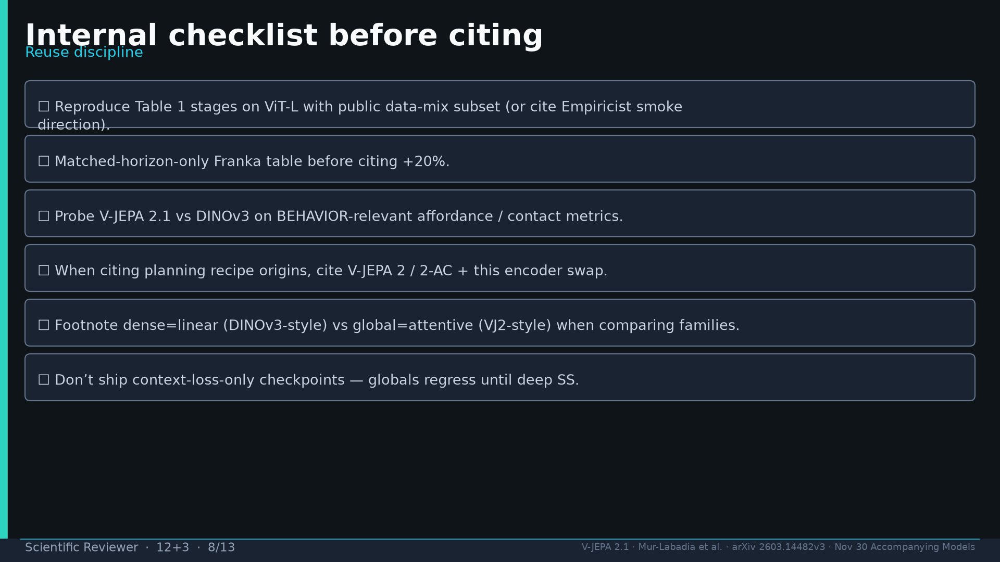 Internal checklist before citing
Reuse discipline
☐ Reproduce Table 1 stages on ViT-L with public data-mix subset (or cite Empiricist smoke
direction).
☐ Matched-horizon-only Franka table before citing +20%.
☐ Probe V-JEPA 2.1 vs DINOv3 on BEHAVIOR-relevant affordance / contact metrics.
☐ When citing planning recipe origins, cite V-JEPA 2 / 2-AC + this encoder swap.
☐ Footnote dense=linear (DINOv3-style) vs global=attentive (VJ2-style) when comparing families.
☐ Don’t ship context-loss-only checkpoints — globals regress until deep SS.
Scientific Reviewer · 12+3 · 8/13
V-JEPA 2.1 · Mur-Labadia et al. · arXiv 2603.14482v3 · Nov 30 Accompanying Models